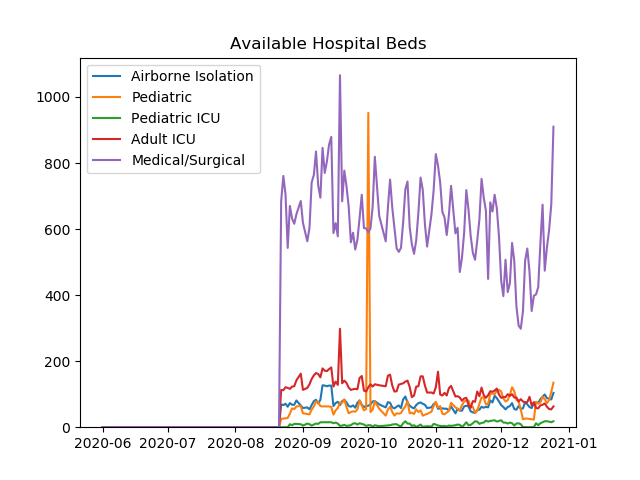 Available Hospital Beds
Airborne Isolation
Pediatric
Pediatric ICU
Adult ICU
Medical/Surgical
1000
800
600
400
200
0
2020-06 2020-07 2020-08 2020-09 2020-10 2020-11 2020-12 2021-01